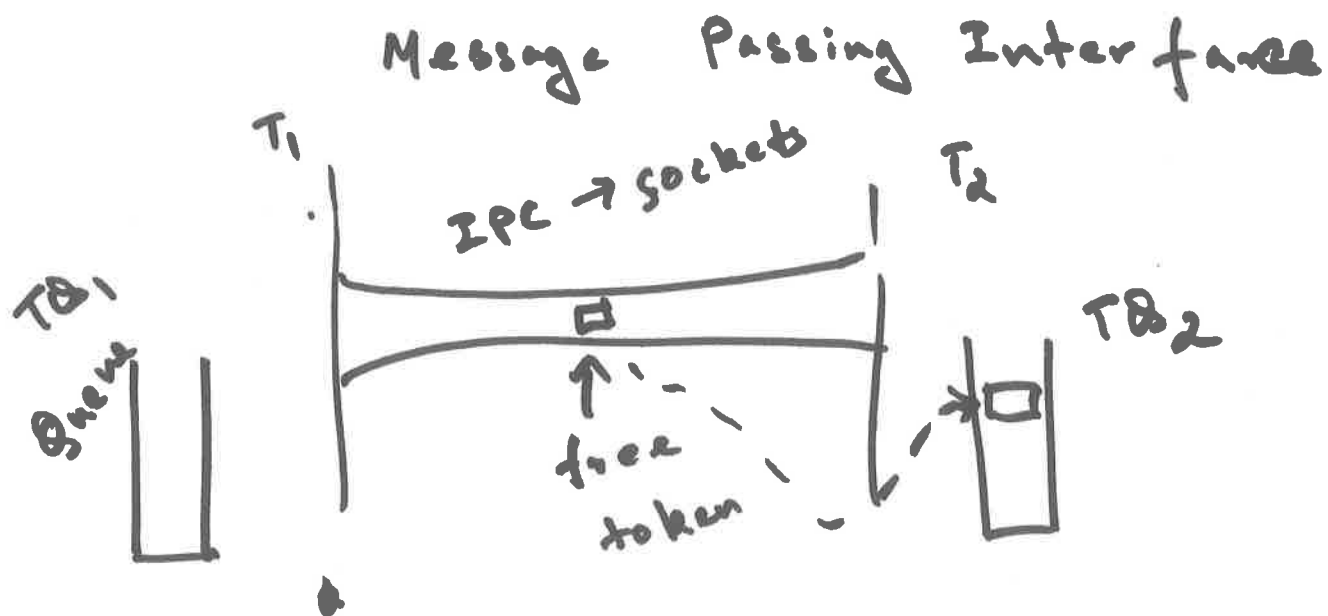 Message Passing Interface
T1
IPC → sockets
T2
TQ1
Queue
TQ2
free
token